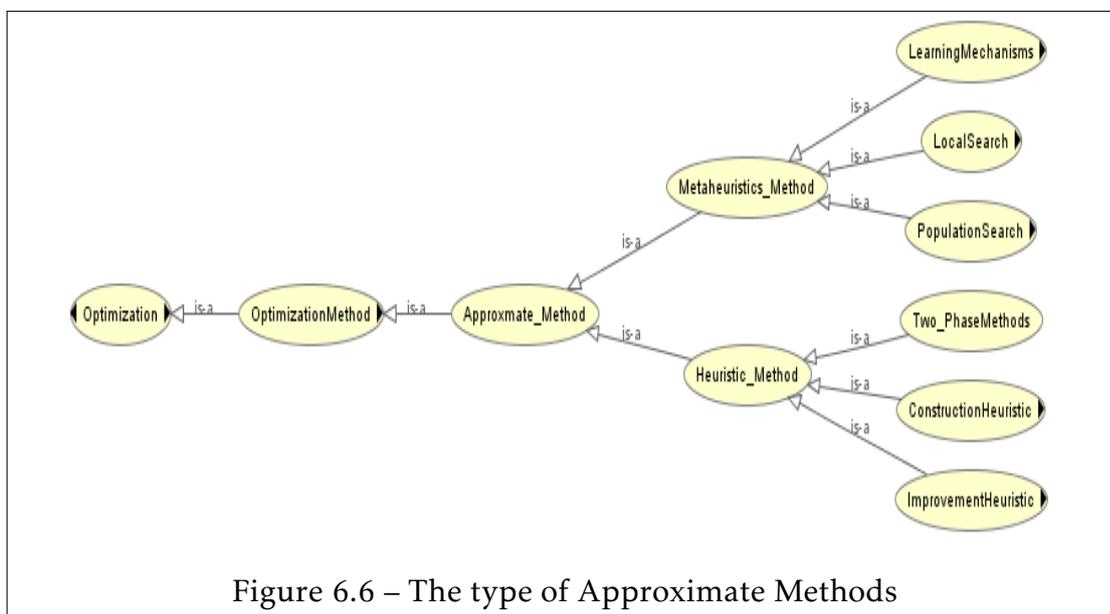 LearningMechanisms
is-a
LocalSearch
is-a
Metaheuristics_Method
is-a
PopulationSearch
is-a
Optimization
is-a
OptimizationMethod
is-a
Approxmate_Method
is-a
Two_PhaseMethods
is-a
Heuristic_Method
is-a
ConstructionHeuristic
is-a
ImprovementHeuristic
Figure 6.6 – The type of Approximate Methods